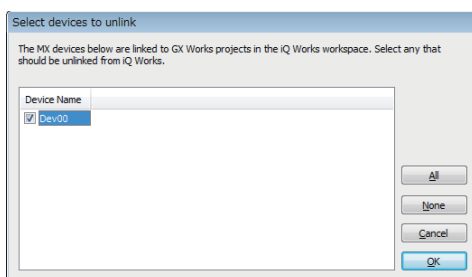 Select devices to unlink
The MX devices below are linked to GX Works projects in the iQ Works workspace. Select any that
should be unlinked from iQ Works.
Device Name
Dev00
All
None
Cancel
OK